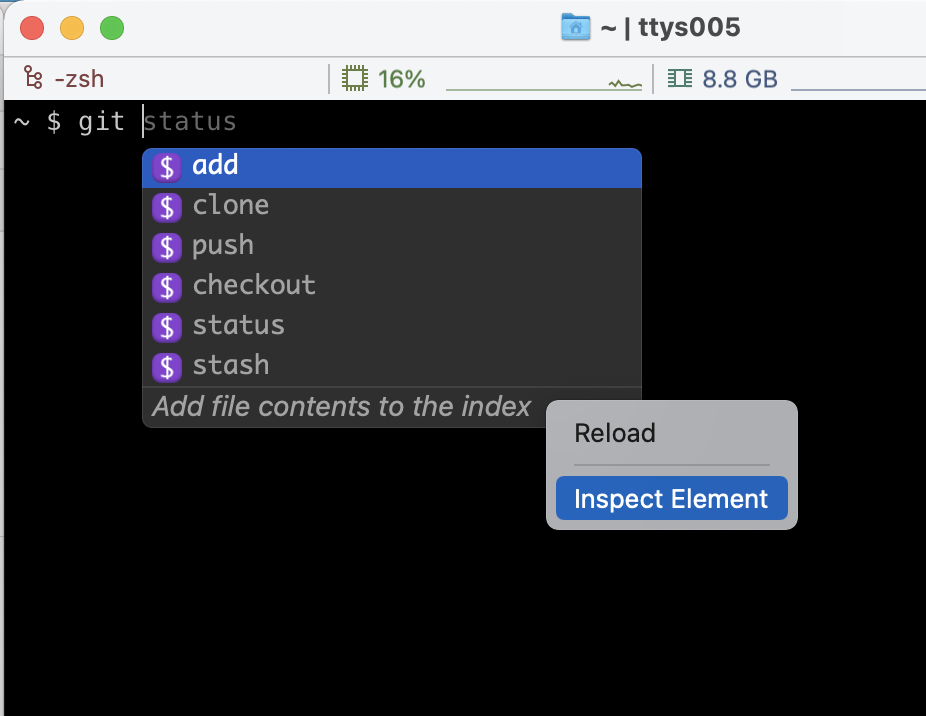 ~ | ttys005
-zsh
16%
8.8 GB
~ $ git status
$ add
$ clone
$ push
$ checkout
$ status
$ stash
Add file contents to the index
Reload
Inspect Element